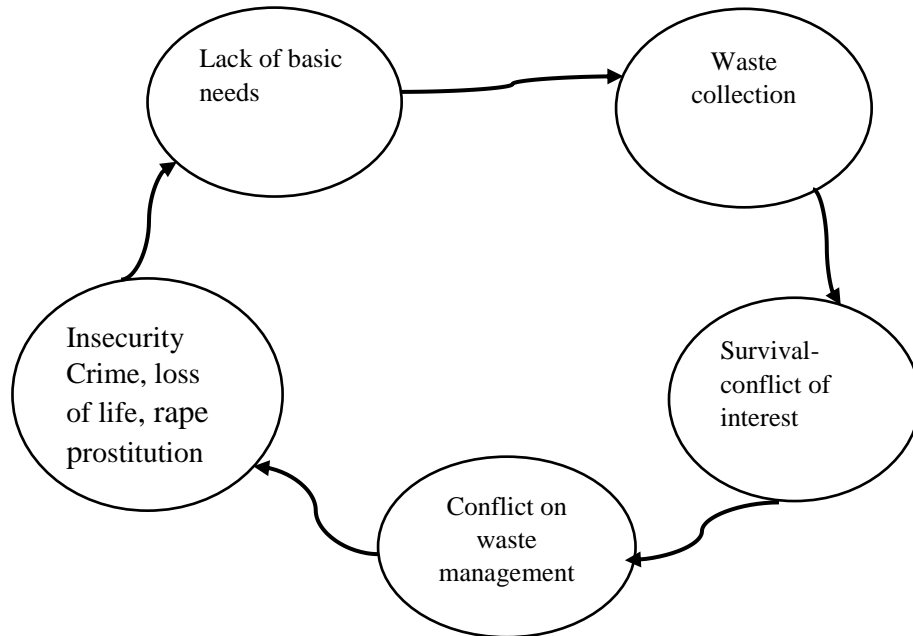 Lack of basic
needs
Waste
collection
Survival-
conflict of
interest
Conflict on
waste
management
Insecurity
Crime, loss
of life, rape
prostitution